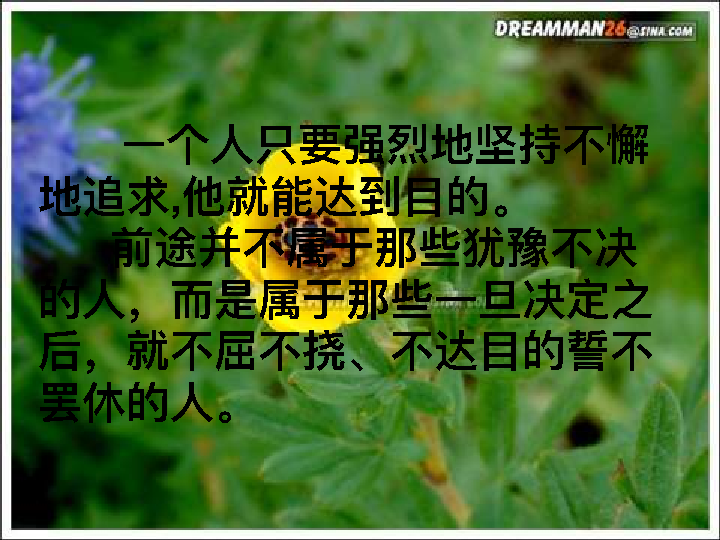 DREAMMAN26@SINA.COM
一个人只要强烈地坚持不懈
地追求,他就能达到目的。
前途并不属于那些犹豫不决
的人，而是属于那些一旦决定之
后，就不屈不挠、不达目的誓不
罢休的人。